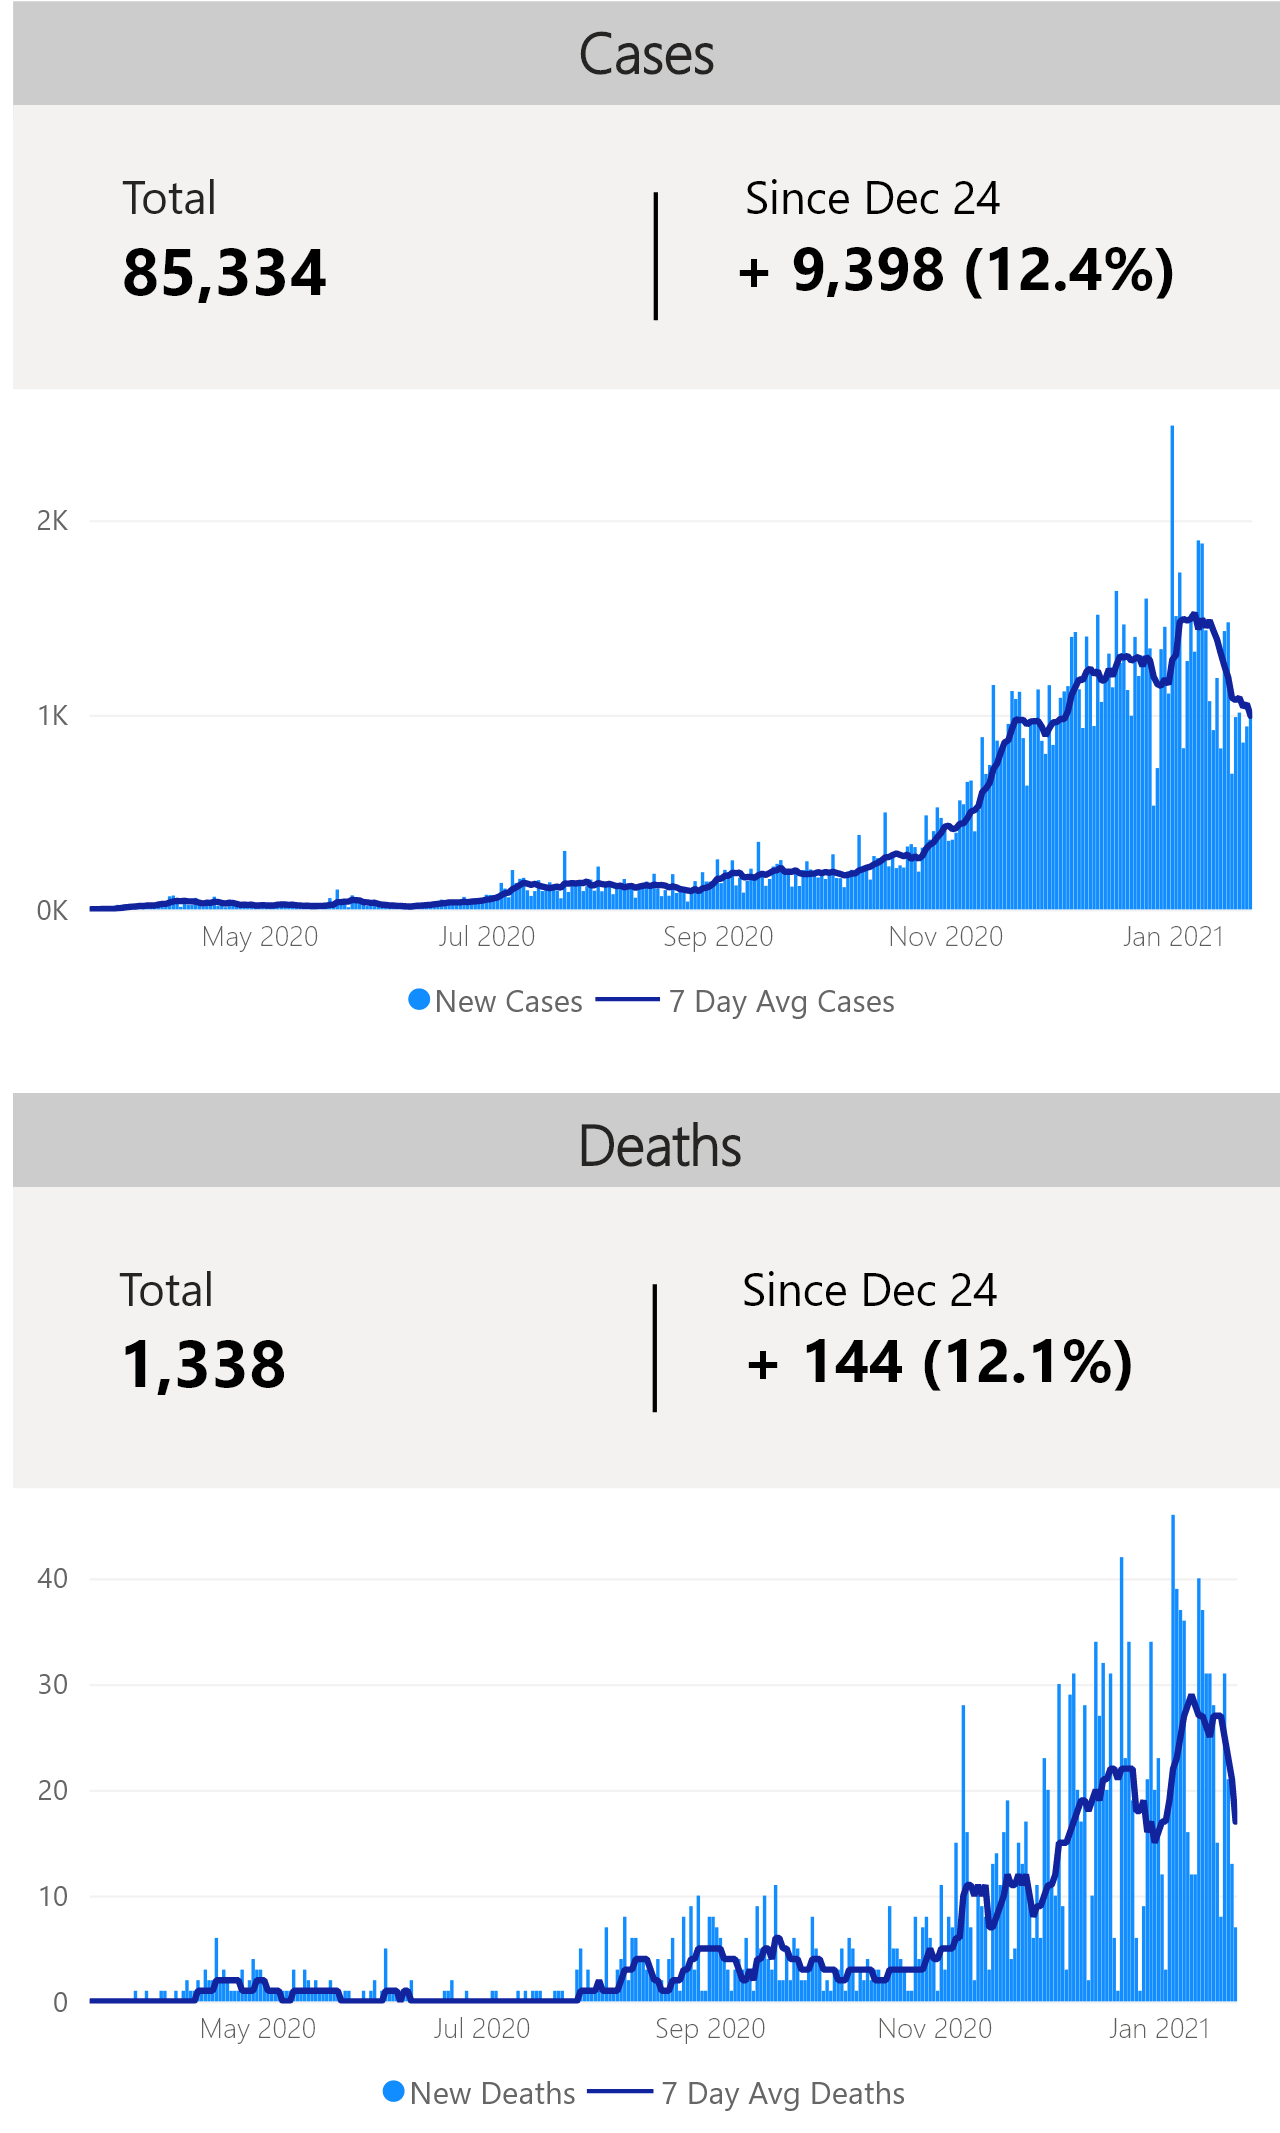 Cases
Total
Since Dec 24
85,334
+ 9,398 (12.4%)
2K
1K
0K
May 2020
Jul 2020
Sep 2020
Nov 2020
Jan 2021
New Cases
7 Day Avg Cases
Deaths
Total
Since Dec 24
1,338
+ 144 (12.1%)
40
30
20
10
0
May 2020
Jul 2020
Sep 2020
Nov 2020
Jan 2021
New Deaths
7 Day Avg Deaths